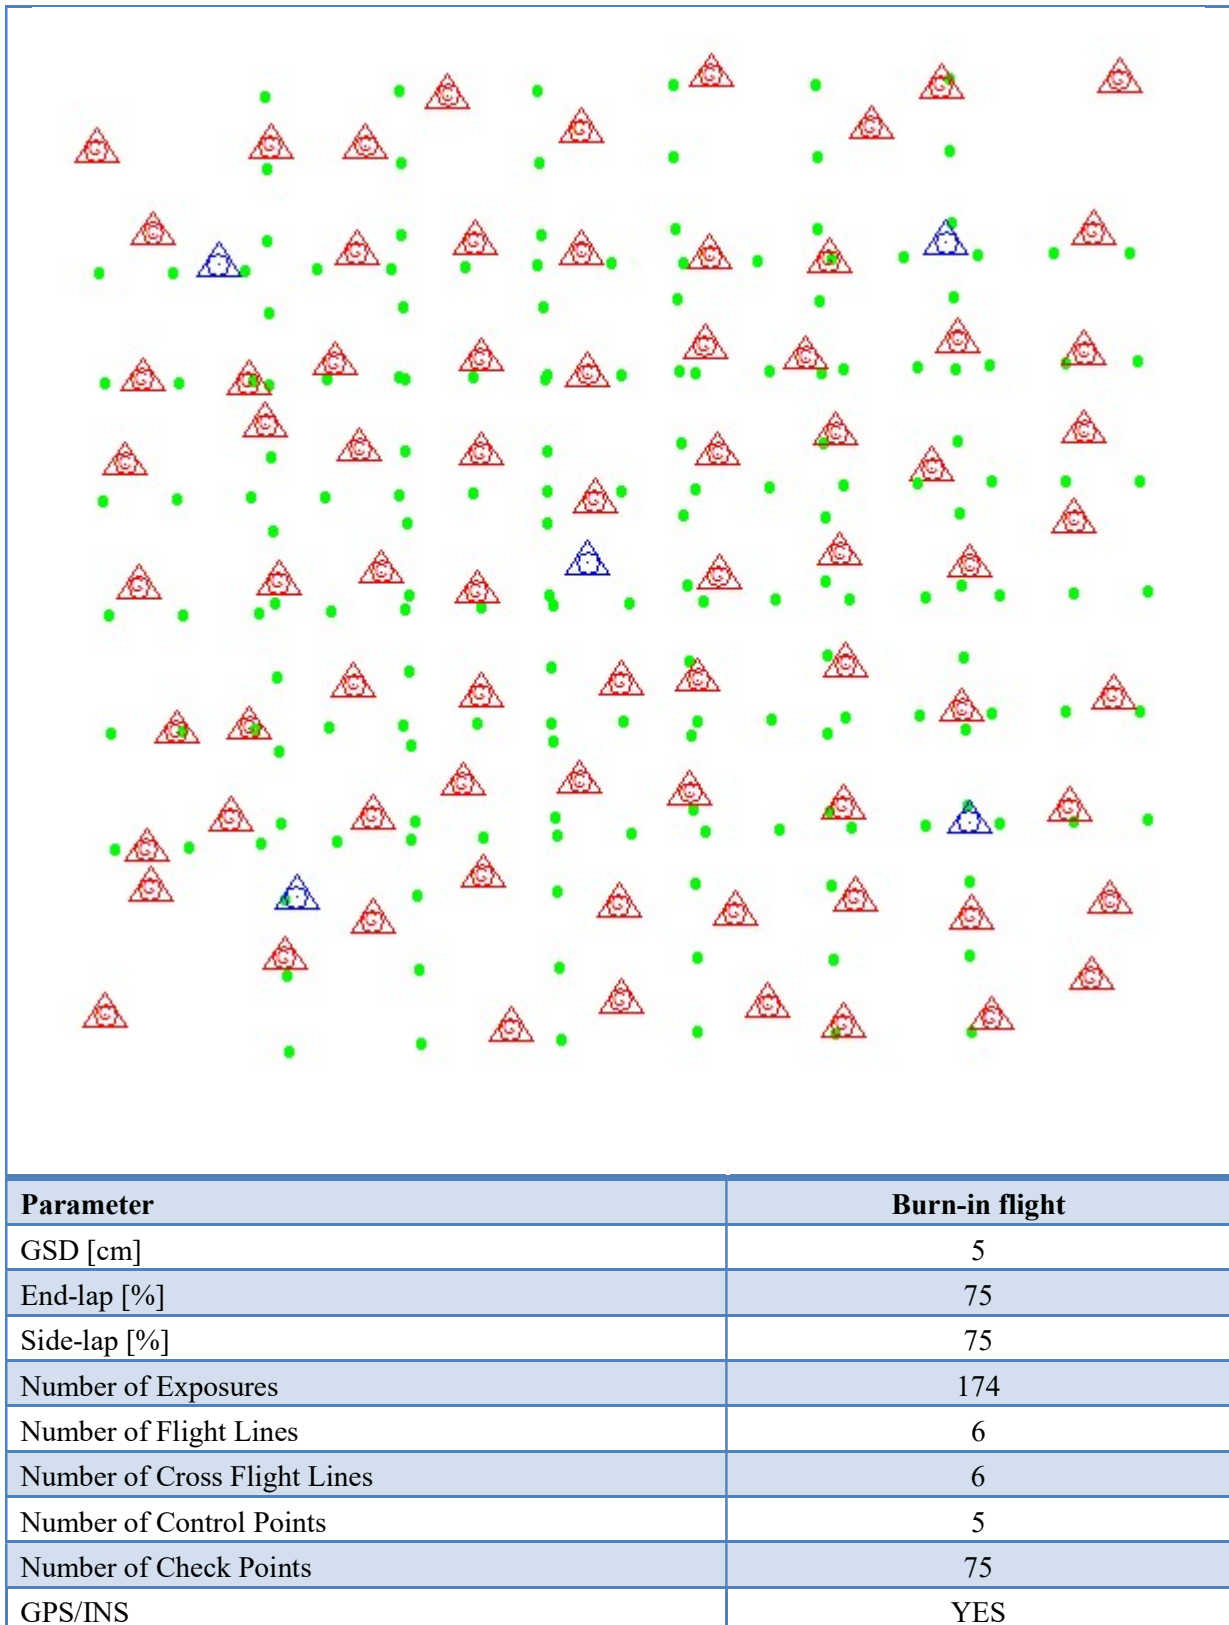 Parameter Burn-in flight
GSD [cm] 5
End-lap [%] 75
Side-lap [%] 75
Number of Exposures 174
Number of Flight Lines 6
Number of Cross Flight Lines 6
Number of Control Points 5
Number of Check Points 75
GPS/INS YES